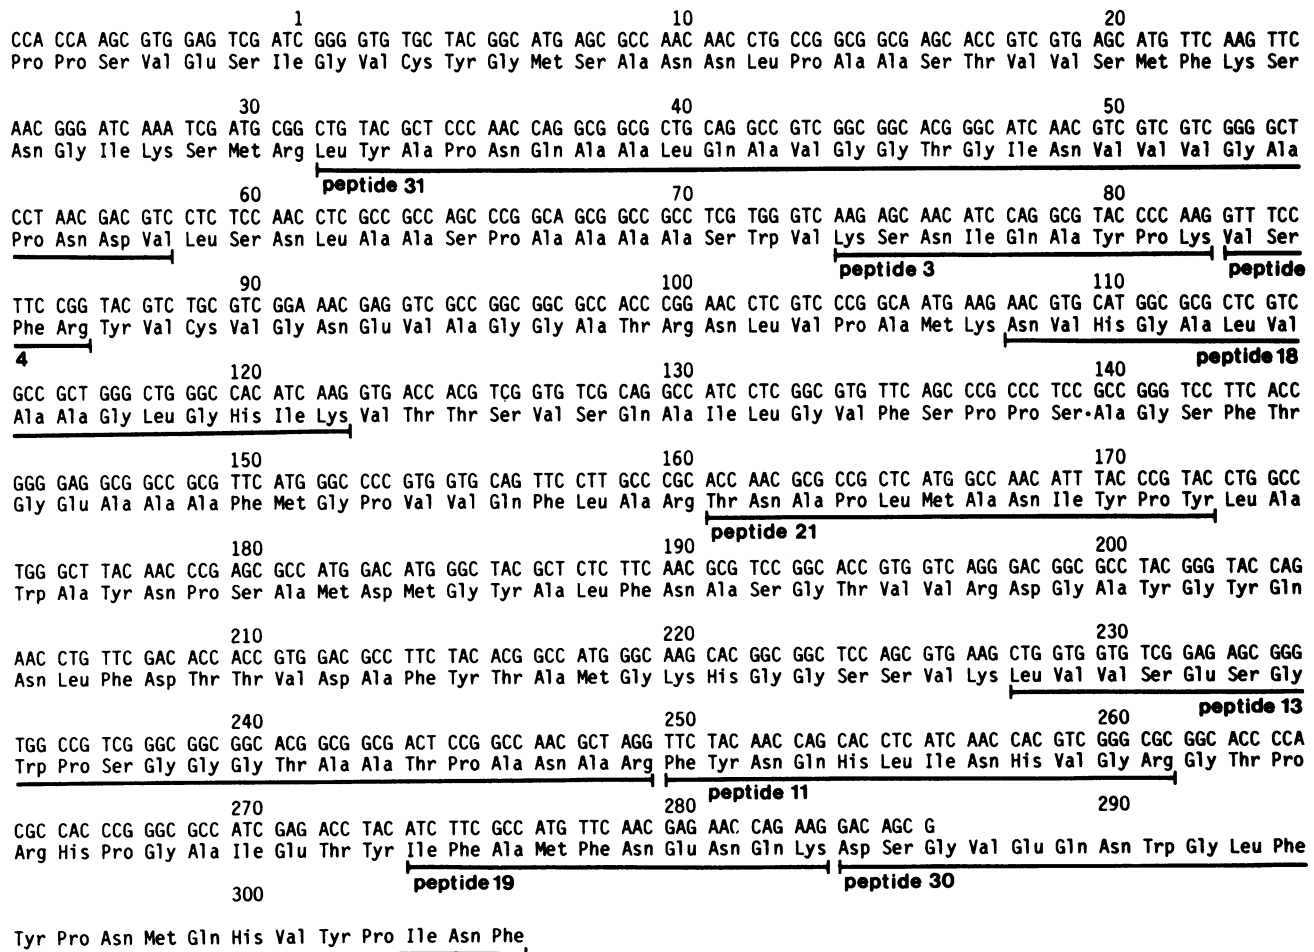 1 10 20
CCA CCA AGC GTG GAG TCG ATC GGG GTG TGC TAC GGC ATG AGC GCC AAC AAC CTG CCG GCG GCG AGC ACC GTC GTG AGC ATG TTC AAG TTC
Pro Pro Ser Val Glu Ser Ile Gly Val Cys Tyr Gly Met Ser Ala Asn Asn Leu Pro Ala Ala Ser Thr Val Val Ser Met Phe Lys Ser
30 40 50
AAC GGG ATC AAA TCG ATG CGG CTG TAC GCT CCC AAC CAG GCG GCG CTG CAG GCC GTC GGC GGC ACG GGC ATC AAC GTC GTC GTC GGG GCT
Asn Gly Ile Lys Ser Met Arg Leu Tyr Ala Pro Asn Gln Ala Ala Leu Gln Ala Val Gly Gly Thr Gly Ile Asn Val Val Val Gly Ala
peptide 31
60 70 80
CCT AAC GAC GTC CTC TCC AAC CTC GCC GCC AGC CCG GCA GCG GCC GCC TCG TGG GTC AAG AGC AAC ATC CAG GCG TAC CCC AAG GTT TCC
Pro Asn Asp Val Leu Ser Asn Leu Ala Ala Ser Pro Ala Ala Ala Ala Ser Trp Val Lys Ser Asn Ile Gln Ala Tyr Pro Lys Val Ser
peptide 3 peptide
90 100 110
TTC CGG TAC GTC TGC GTC GGA AAC GAG GTC GCC GGC GGC GCC ACC CGG AAC CTC GTC CCG GCA ATG AAG AAC GTG CAT GGC GCG CTC GTC
Phe Arg Tyr Val Cys Val Gly Asn Glu Val Ala Gly Gly Ala Thr Arg Asn Leu Val Pro Ala Met Lys Asn Val His Gly Ala Leu Val
4 peptide 18
120 130 140
GCC GCT GGG CTG GGC CAC ATC AAG GTG ACC ACG TCG GTG TCG CAG GCC ATC CTC GGC GTG TTC AGC CCG CCC TCC GCC GGG TCC TTC ACC
Ala Ala Gly Leu Gly His Ile Lys Val Thr Thr Ser Val Ser Gln Ala Ile Leu Gly Val Phe Ser Pro Pro Ser·Ala Gly Ser Phe Thr
150 160 170
GGG GAG GCG GCC GCG TTC ATG GGC CCC GTG GTG CAG TTC CTT GCC CGC ACC AAC GCG CCG CTC ATG GCC AAC ATT TAC CCG TAC CTG GCC
Gly Glu Ala Ala Ala Phe Met Gly Pro Val Val Gln Phe Leu Ala Arg Thr Asn Ala Pro Leu Met Ala Asn Ile Tyr Pro Tyr Leu Ala
peptide 21
180 190 200
TGG GCT TAC AAC CCG AGC GCC ATG GAC ATG GGC TAC GCT CTC TTC AAC GCG TCC GGC ACC GTG GTC AGG GAC GGC GCC TAC GGG TAC CAG
Trp Ala Tyr Asn Pro Ser Ala Met Asp Met Gly Tyr Ala Leu Phe Asn Ala Ser Gly Thr Val Val Arg Asp Gly Ala Tyr Gly Tyr Gln
210 220 230
AAC CTG TTC GAC ACC ACC GTG GAC GCC TTC TAC ACG GCC ATG GGC AAG CAC GGC GGC TCC AGC GTG AAG CTG GTG GTG TCG GAG AGC GGG
Asn Leu Phe Asp Thr Thr Val Asp Ala Phe Tyr Thr Ala Met Gly Lys His Gly Gly Ser Ser Val Lys Leu Val Val Ser Glu Ser Gly
peptide 13
240 250 260
TGG CCG TCG GGC GGC GGC ACG GCG GCG ACT CCG GCC AAC GCT AGG TTC TAC AAC CAG CAC CTC ATC AAC CAC GTC GGG CGC GGC ACC CCA
Trp Pro Ser Gly Gly Gly Thr Ala Ala Thr Pro Ala Asn Ala Arg Phe Tyr Asn Gln His Leu Ile Asn His Val Gly Arg Gly Thr Pro
peptide 11
270 280 290
CGC CAC CCG GGC GCC ATC GAG ACC TAC ATC TTC GCC ATG TTC AAC GAG AAC CAG AAG GAC AGC G
Arg His Pro Gly Ala Ile Glu Thr Tyr Ile Phe Ala Met Phe Asn Glu Asn Gln Lys Asp Ser Gly Val Glu Gln Asn Trp Gly Leu Phe
peptide 19 peptide 30
300
Tyr Pro Asn Met Gln His Val Tyr Pro Ile Asn Phe